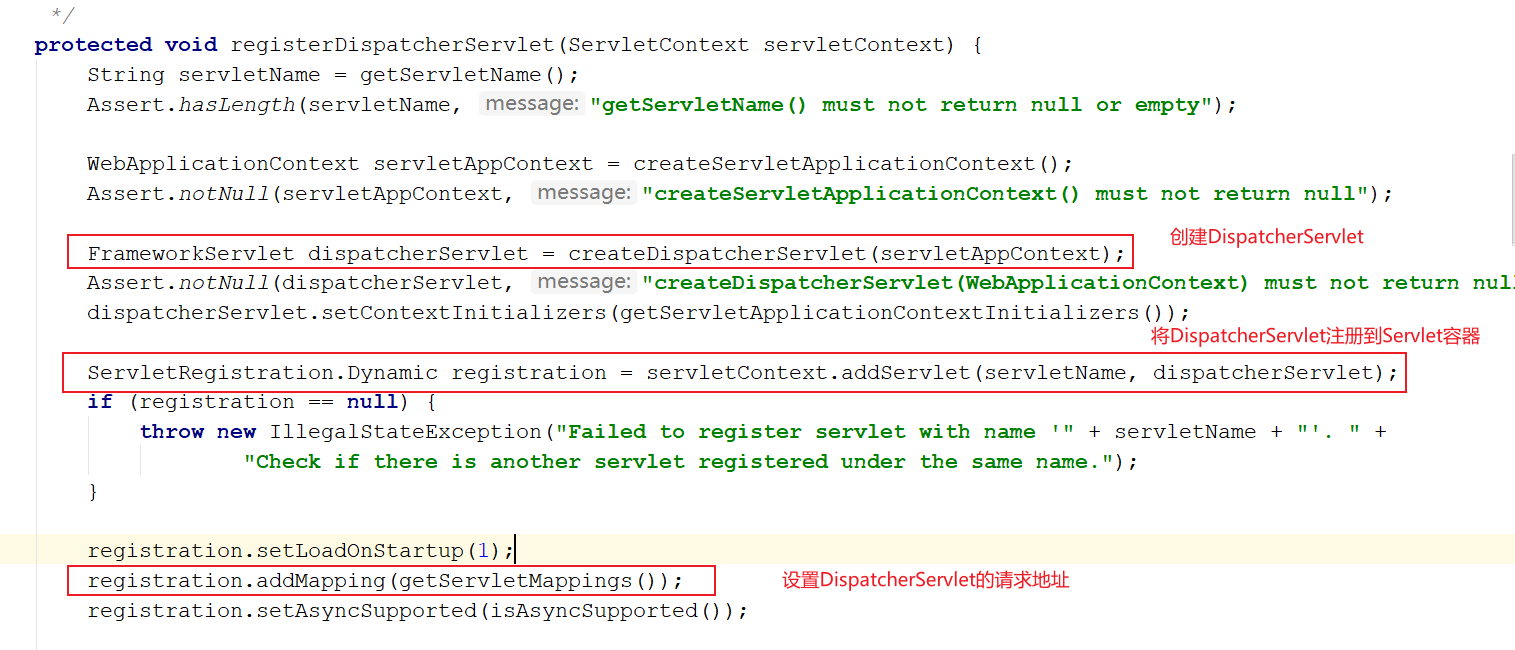 */
protected void registerDispatcherServlet(ServletContext servletContext) {
String servletName = getServletName();
Assert.hasLength(servletName, message: "getServletName() must not return null or empty");
WebApplicationContext servletAppContext = createServletApplicationContext();
Assert.notNull(servletAppContext, message: "createServletApplicationContext() must not return null");
创建DispatcherServlet
FrameworkServlet dispatcherServlet = createDispatcherServlet(servletAppContext);
Assert.notNull(dispatcherServlet, message: "createDispatcherServlet(WebApplicationContext) must not return nul
dispatcherServlet.setContextInitializers(getServletApplicationContextInitializers());
将DispatcherServlet注册到Servlet容器
ServletRegistration.Dynamic registration = servletContext.addServlet(servletName, dispatcherServlet);
if (registration == null) {
throw new IllegalStateException("Failed to register servlet with name '" + servletName + "'. " +
"Check if there is another servlet registered under the same name.");
}
registration.setLoadOnStartup(1);
registration.addMapping(getServletMappings()); 设置DispatcherServlet的请求地址
registration.setAsyncSupported(isAsyncSupported());